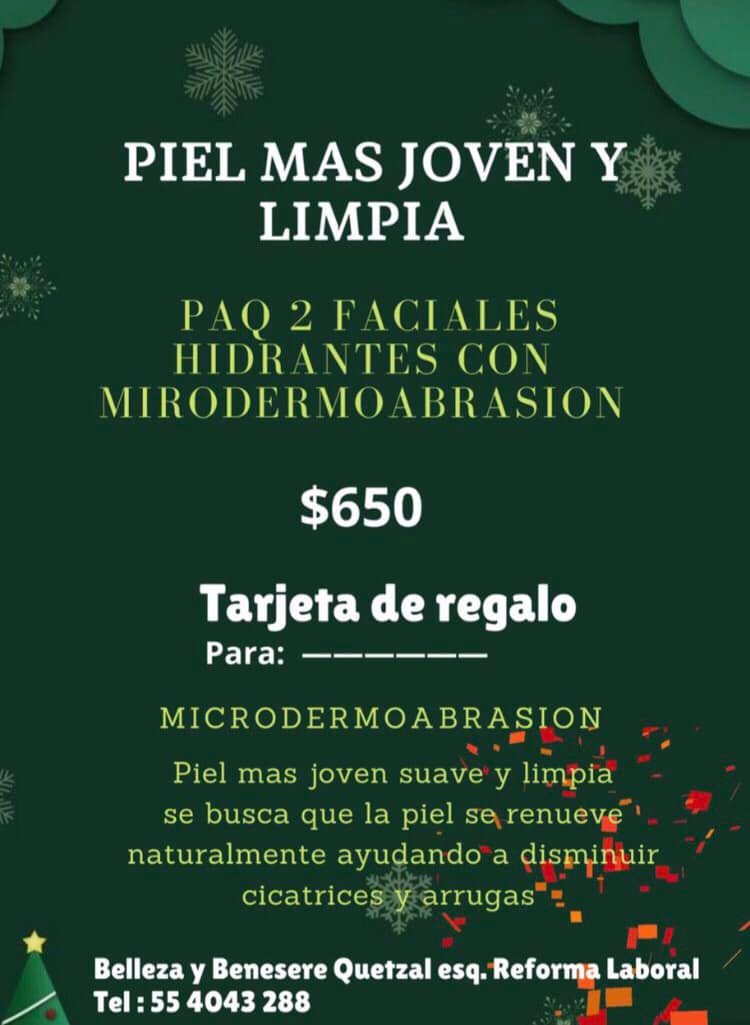 PIEL MAS JOVEN Y
LIMPIA
PAQ 2 FACIALES
HIDRANTES CON
MIRODERMOABRASION
$650
Tarjeta de regalo
Para: ——————
MICRODERMOABRASION
Piel mas joven suave y limpia
se busca que la piel se renueve
naturalmente ayudando a disminuir
cicatrices y arrugas
Belleza y Benesere Quetzal esq. Reforma Laboral
Tel : 55 4043 288